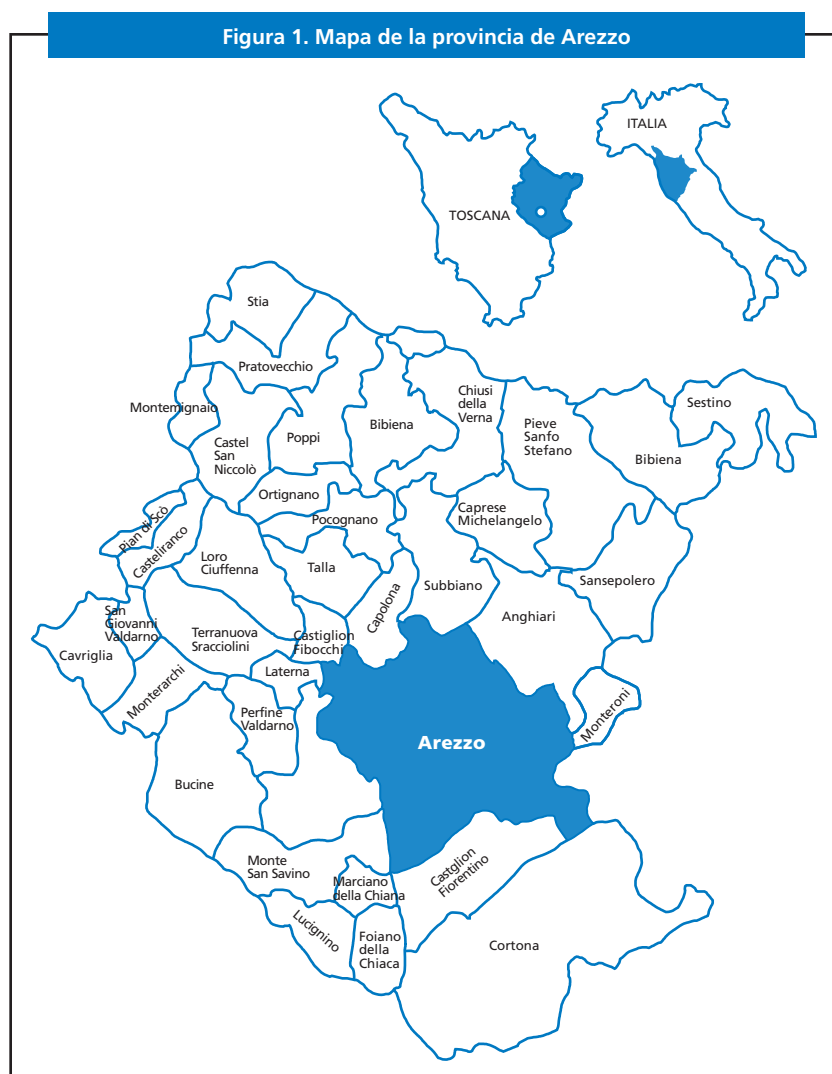 Figura 1. Mapa de la provincia de Arezzo
ITALIA
TOSCANA
Stia
Pratovecchio
Montemignaio
Castel
San
Niccolò
Poppi
Bibiena
Chiusi
della
Verna
Pieve
Sanfo
Stefano
Bibiena
Sestino
Ortignano
Pocognano
Caprese
Michelangelo
Pian di Scò
Casteliranco
Loro
Ciuffenna
Talla
Capolona
Subbiano
Anghiari
Sansepolero
San
Giovanni
Valdarno
Cavriglia
Terranuova
Sracciolini
Castiglion
Fibocchi
Laterna
Monterarchi
Perfine
Valdarno
Monteroni
Arezzo
Bucine
Monte
San Savino
Marciano
della Chiana
Castglion
Fiorentino
Lucignino
Foiano
della
Chiaca
Cortona